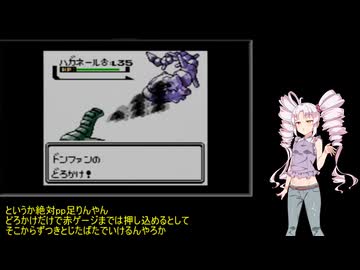 ハガネール♂:L35
HP:
ドンファンの
どろかけ!
というか絶対pp足りんやん
どろかけだけで赤ゲージまでは押し込めるとして
そこからずつきとじたばたでいけるんやろか